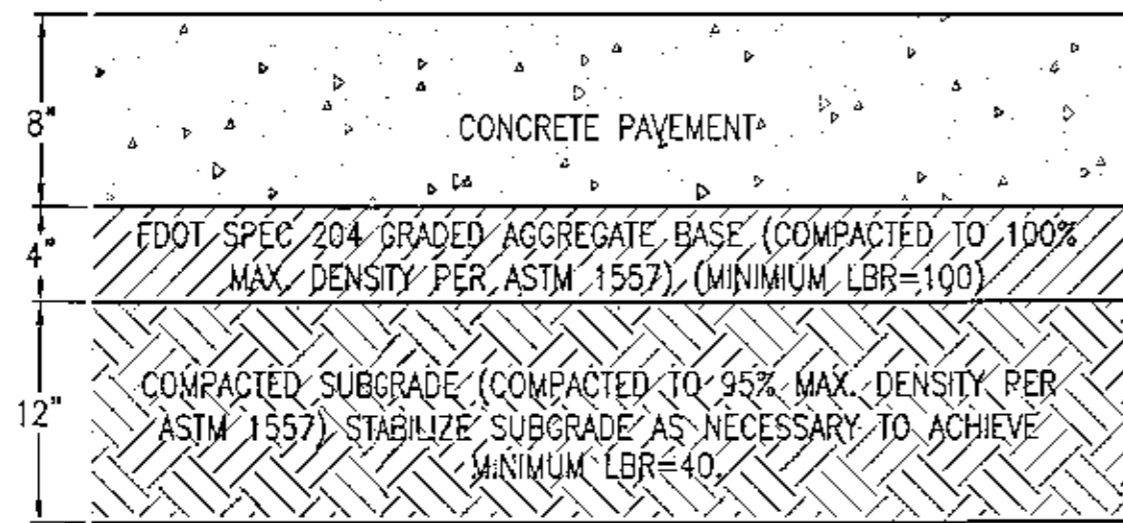 8"
CONCRETE PAVEMENT
4"
FDOT SPEC 204 GRADED AGGREGATE BASE (COMPACTED TO 100%
MAX. DENSITY PER ASTM 1557) (MINIMIUM LBR=100)
12"
COMPACTED SUBGRADE (COMPACTED TO 95% MAX. DENSITY PER
ASTM 1557) STABILIZE SUBGRADE AS NECESSARY TO ACHIEVE
MINIMUM LBR=40.